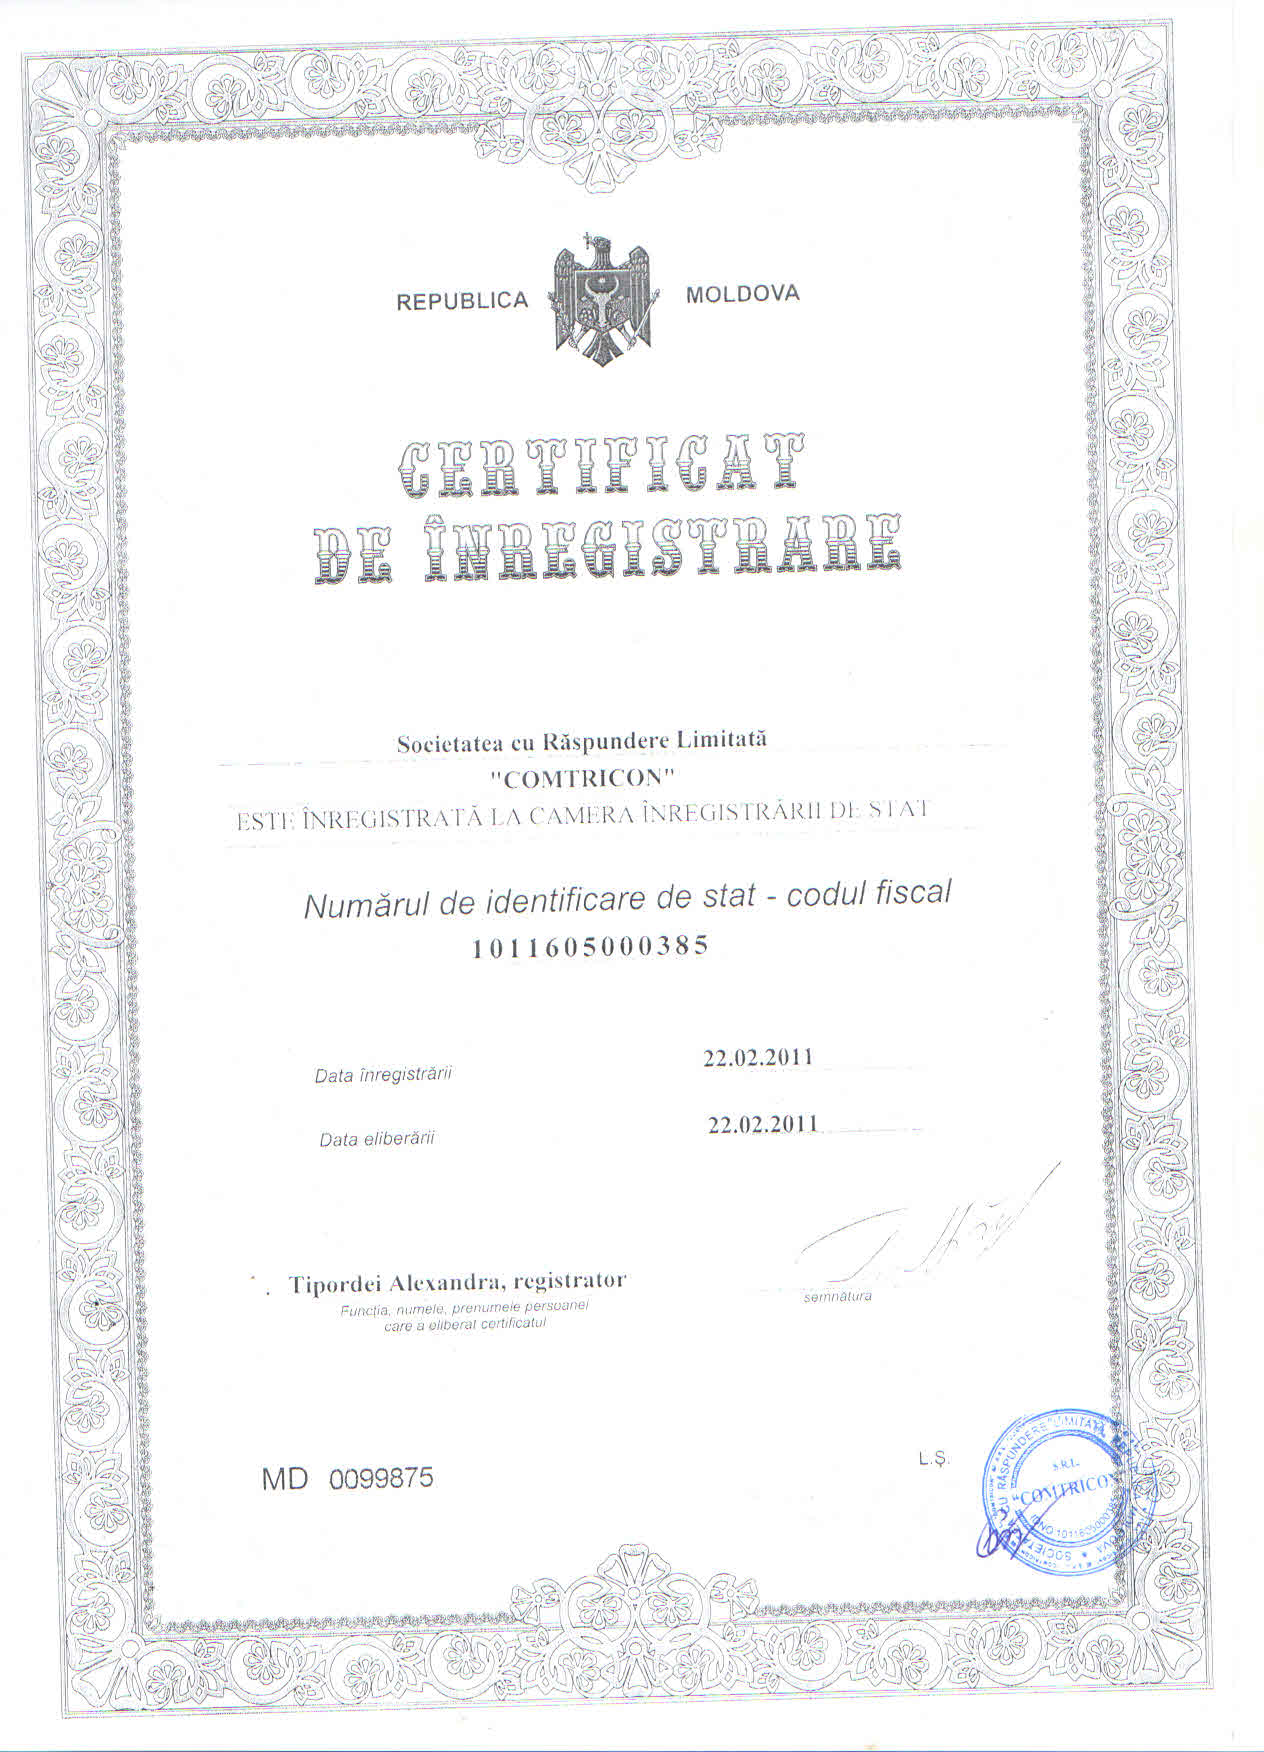 REPUBLICA MOLDOVA
CERTIFICAT
DE ÎNREGISTRARE
Societatea cu Răspundere Limitată
"COMTRICON"
ESTE ÎNREGISTRATĂ LA CAMERA ÎNREGISTRĂRII DE STAT
Numărul de identificare de stat - codul fiscal
1011605000385
Data înregistrării 22.02.2011
Data eliberării 22.02.2011
Tipordei Alexandra, registrator
Funcția, numele, prenumele persoanei
care a eliberat certificatul
semnătura
MD 0099875
L.Ș.
S.R.L.
"COMTRICON
IDNO 1011605000385